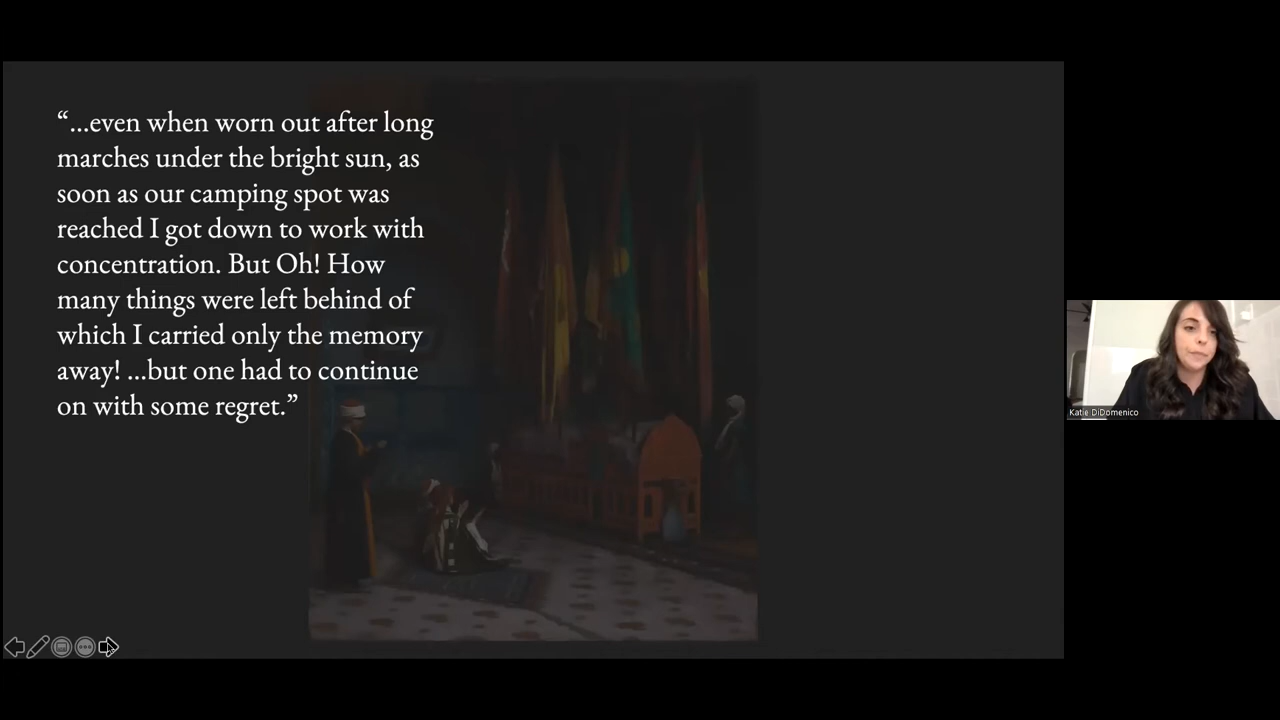 “…even when worn out after long
marches under the bright sun, as
soon as our camping spot was
reached I got down to work with
concentration. But Oh! How
many things were left behind of
which I carried only the memory
away! …but one had to continue
on with some regret.”
Katie DiDomenico